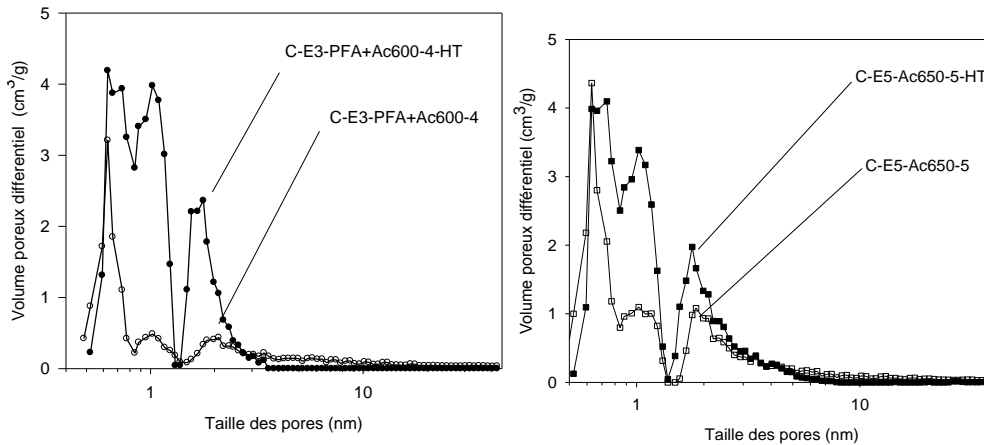 C-E3-PFA+Ac600-4-HT
C-E3-PFA+Ac600-4
Volume poreux differentiel (cm³/g)
5
4
3
2
1
0
1
10
Taille des pores (nm)
C-E5-Ac650-5-HT
C-E5-Ac650-5
Volume poreux différentiel (cm³/g)
5
4
3
2
1
0
1
10
Taille des pores (nm)